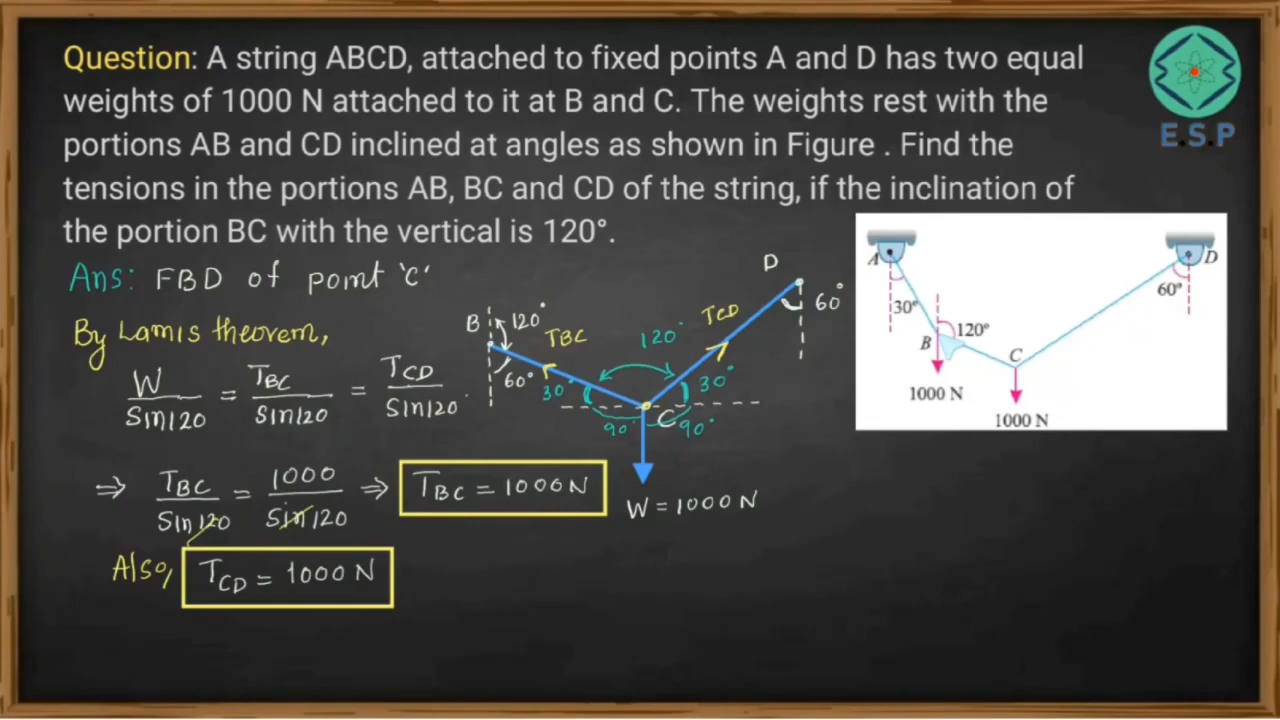 Question: A string ABCD, attached to fixed points A and D has two equal
weights of 1000 N attached to it at B and C. The weights rest with the
portions AB and CD inclined at angles as shown in Figure . Find the
tensions in the portions AB, BC and CD of the string, if the inclination of
the portion BC with the vertical is 120°.
E.S.P
Ans: FBD of point 'C'
By Lamis theorem,
W/Sin120 = TBC/Sin120 = TCD/Sin120
⇒ TBC/Sin120 = 1000/Sin120 ⇒ TBC = 1000N
Also, TCD = 1000 N
D
60°
B
120°
TBC
120°
TCD
60°
30°
30°
C
90°
90°
W = 1000 N
A
D
30°
60°
B
120°
C
1000 N
1000 N